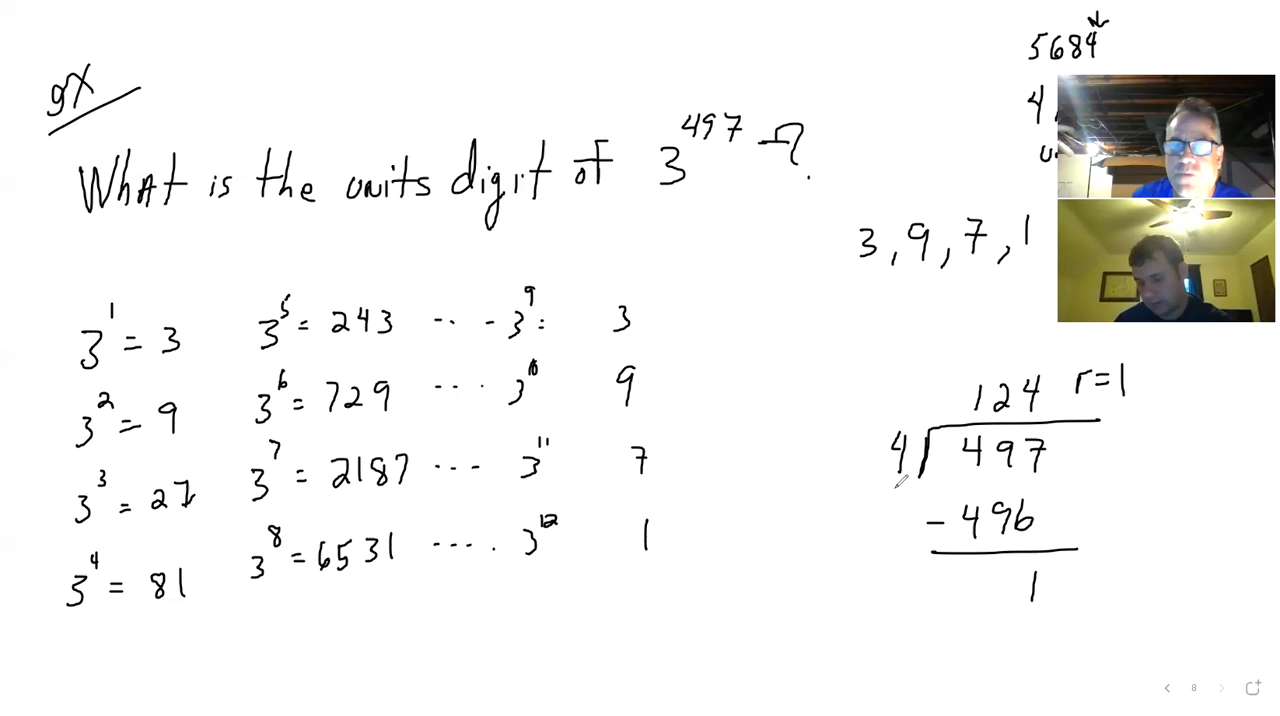 ex
5684
4
What is the units digit of 3^497 = ?
3, 9, 7, 1
3^1 = 3
3^2 = 9
3^3 = 27
3^4 = 81
3^5 = 243 ... - 3^9 = 3
3^6 = 729 .... 3^10 9
3^7 = 2187 .... 3^11 7
3^8 = 6531 ..... 3^12 1
124 r=1
4 497
- 496
1
8